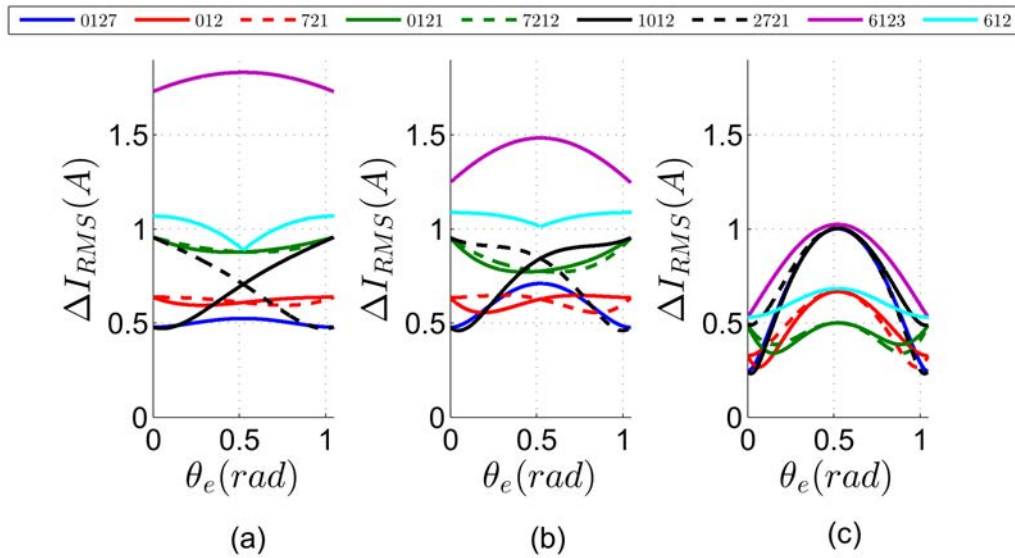 0127 012 721 0121 7212 1012 2721 6123 612
ΔI_RMS(A) ΔI_RMS(A) ΔI_RMS(A)
1.5 1.5 1.5
1 1 1
0.5 0.5 0.5
0 0 0
0 0.5 1 0 0.5 1 0 0.5 1
θ_e(rad) θ_e(rad) θ_e(rad)
(a) (b) (c)